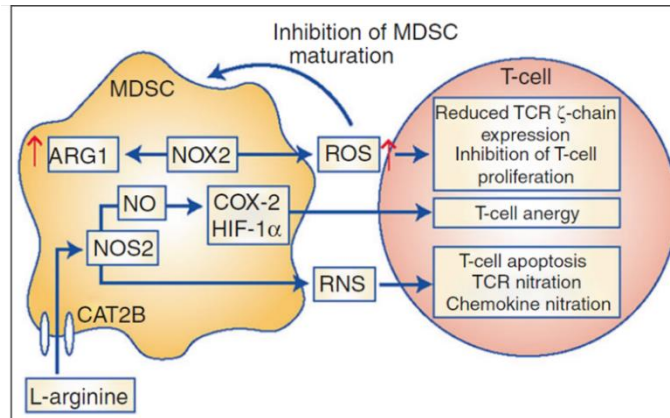 Inhibition of MDSC
maturation
MDSC
T-cell
ARG1
NOX2
ROS
Reduced TCR ζ-chain
expression
Inhibition of T-cell
proliferation
NO
COX-2
HIF-1α
T-cell anergy
NOS2
RNS
T-cell apoptosis
TCR nitration
Chemokine nitration
CAT2B
L-arginine